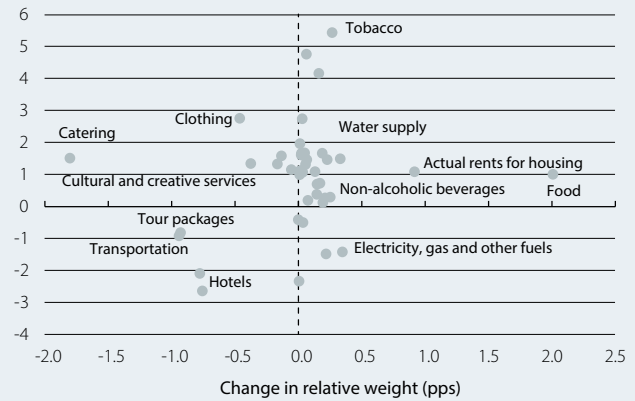 6
Tobacco
5
4
3
Clothing
Water supply
Catering
2
Actual rents for housing
1
Cultural and creative services
Non-alcoholic beverages
Food
0
Tour packages
-1
Transportation
Electricity, gas and other fuels
-2
Hotels
-3
-4
-2.0 -1.5 -1.0 -0.5 0.0 0.5 1.0 1.5 2.0 2.5
Change in relative weight (pps)